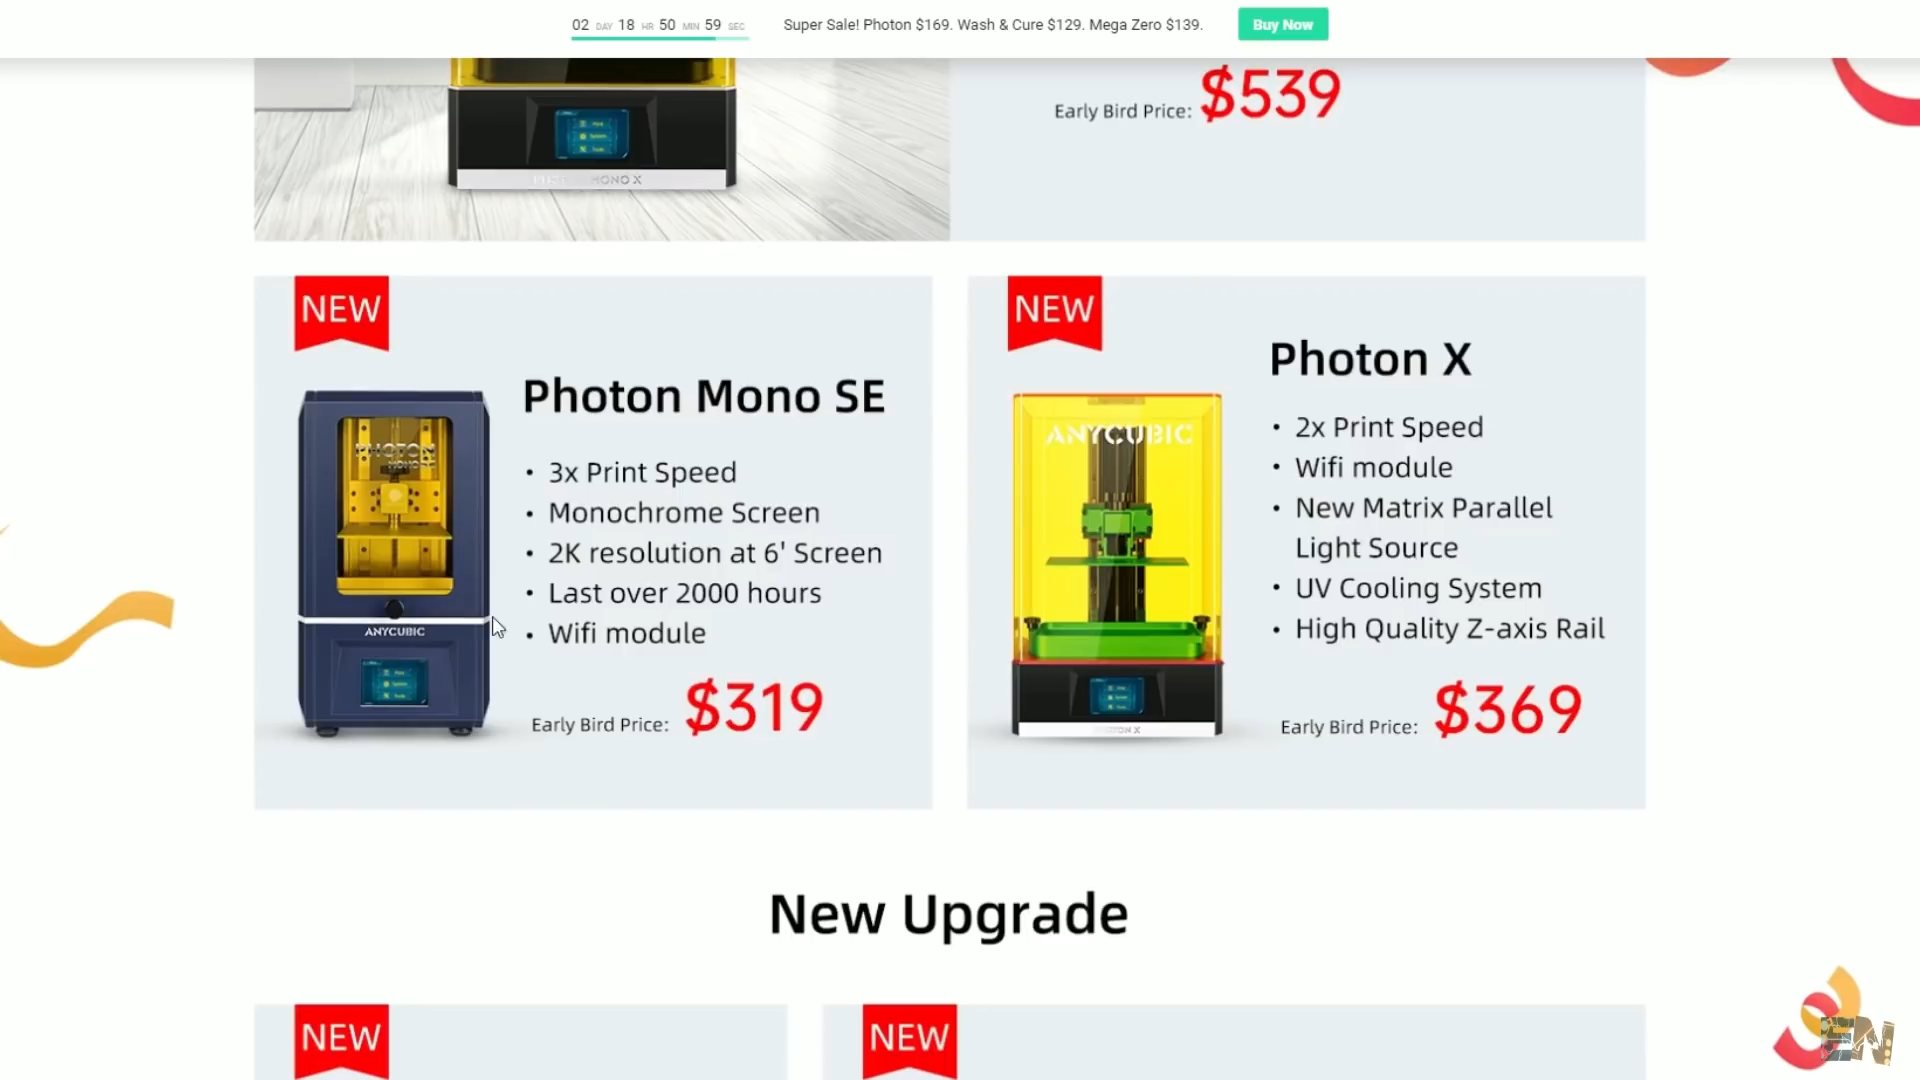 02 DAY 18 HR 50 MIN 59 SEC
Super Sale! Photon $169. Wash & Cure $129. Mega Zero $139.
Buy Now
Early Bird Price: $539
MONO X
NEW
Photon Mono SE
• 3x Print Speed
• Monochrome Screen
• 2K resolution at 6' Screen
• Last over 2000 hours
• Wifi module
Early Bird Price: $319
PHOTON
ANYCUBIC
NEW
Photon X
• 2x Print Speed
• Wifi module
• New Matrix Parallel
Light Source
• UV Cooling System
• High Quality Z-axis Rail
Early Bird Price: $369
ANYCUBIC
New Upgrade
NEW
NEW
EN